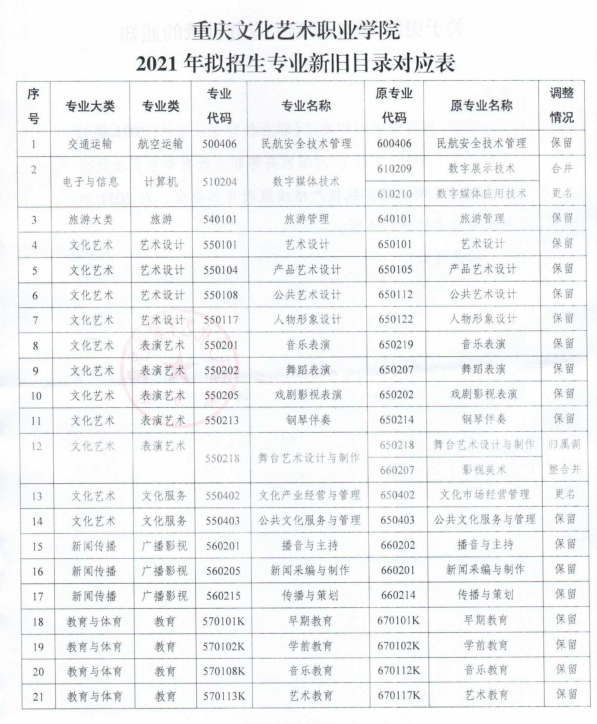 重庆文化艺术职业学院
2021 年拟招生专业新旧目录对应表
序号 专业大类 专业类 专业代码 专业名称 原专业代码 原专业名称 调整情况
1 交通运输 航空运输 500406 民航安全技术管理 600406 民航安全技术管理 保留
2 电子与信息 计算机 510204 数字媒体技术 610209 数字展示技术 合并
610210 数字媒体应用技术 更名
3 旅游大类 旅游 540101 旅游管理 640101 旅游管理 保留
4 文化艺术 艺术设计 550101 艺术设计 650101 艺术设计 保留
5 文化艺术 艺术设计 550104 产品艺术设计 650105 产品艺术设计 保留
6 文化艺术 艺术设计 550108 公共艺术设计 650112 公共艺术设计 保留
7 文化艺术 艺术设计 550117 人物形象设计 650122 人物形象设计 保留
8 文化艺术 表演艺术 550201 音乐表演 650219 音乐表演 保留
9 文化艺术 表演艺术 550202 舞蹈表演 650207 舞蹈表演 保留
10 文化艺术 表演艺术 550205 戏剧影视表演 650202 戏剧影视表演 保留
11 文化艺术 表演艺术 550213 钢琴伴奏 650214 钢琴伴奏 保留
12 文化艺术 表演艺术 550218 舞台艺术设计与制作 650218 舞台艺术设计与制作 归属调
660207 影视美术 整合并
13 文化艺术 文化服务 550402 文化产业经营与管理 650402 文化市场经营管理 更名
14 文化艺术 文化服务 550403 公共文化服务与管理 650403 公共文化服务与管理 保留
15 新闻传播 广播影视 560201 播音与主持 660202 播音与主持 保留
16 新闻传播 广播影视 560205 新闻采编与制作 660201 新闻采编与制作 保留
17 新闻传播 广播影视 560215 传播与策划 660214 传播与策划 保留
18 教育与体育 教育 570101K 早期教育 670101K 早期教育 保留
19 教育与体育 教育 570102K 学前教育 670102K 学前教育 保留
20 教育与体育 教育 570108K 音乐教育 670112K 音乐教育 保留
21 教育与体育 教育 570113K 艺术教育 670117K 艺术教育 保留